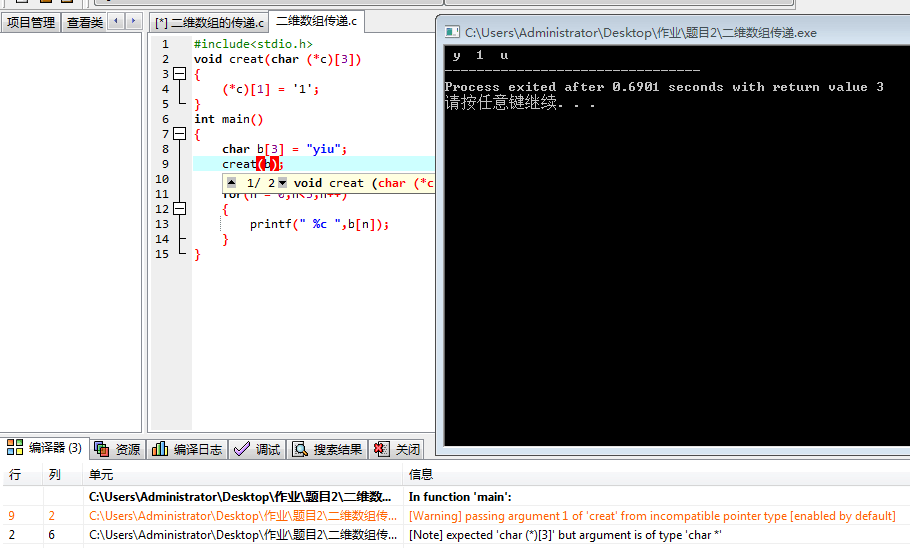 项目管理 查看类
[*] 二维数组的传递.c 二维数组传递.c
1 #include<stdio.h>
2 void creat(char (*c)[3])
3 {
4 (*c)[1] = '1';
5 }
6 int main()
7 {
8 char b[3] = "yiu";
9 creat(b);
10
1/ 2 void creat (char (*c
11
12 {
13 printf(" %c ",b[n]);
14 }
15 }
C:\Users\Administrator\Desktop\作业\题目2\二维数组传递.exe
y 1 u
--------------------------------
Process exited after 0.6901 seconds with return value 3
请按任意键继续. . .
编译器 (3) 资源 编译日志 调试 搜索结果 关闭
行 列 单元 信息
C:\Users\Administrator\Desktop\作业\题目2\二维数... In function 'main':
9 2 C:\Users\Administrator\Desktop\作业\题目2\二维数组传... [Warning] passing argument 1 of 'creat' from incompatible pointer type [enabled by default]
2 6 C:\Users\Administrator\Desktop\作业\题目2\二维数组传... [Note] expected 'char (*)[3]' but argument is of type 'char *'